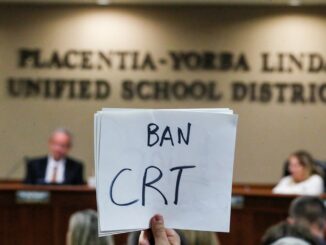 PLACENTIA-YORBA LINDA
UNIFIED SCHOOL DISTRICT
BAN
CRT